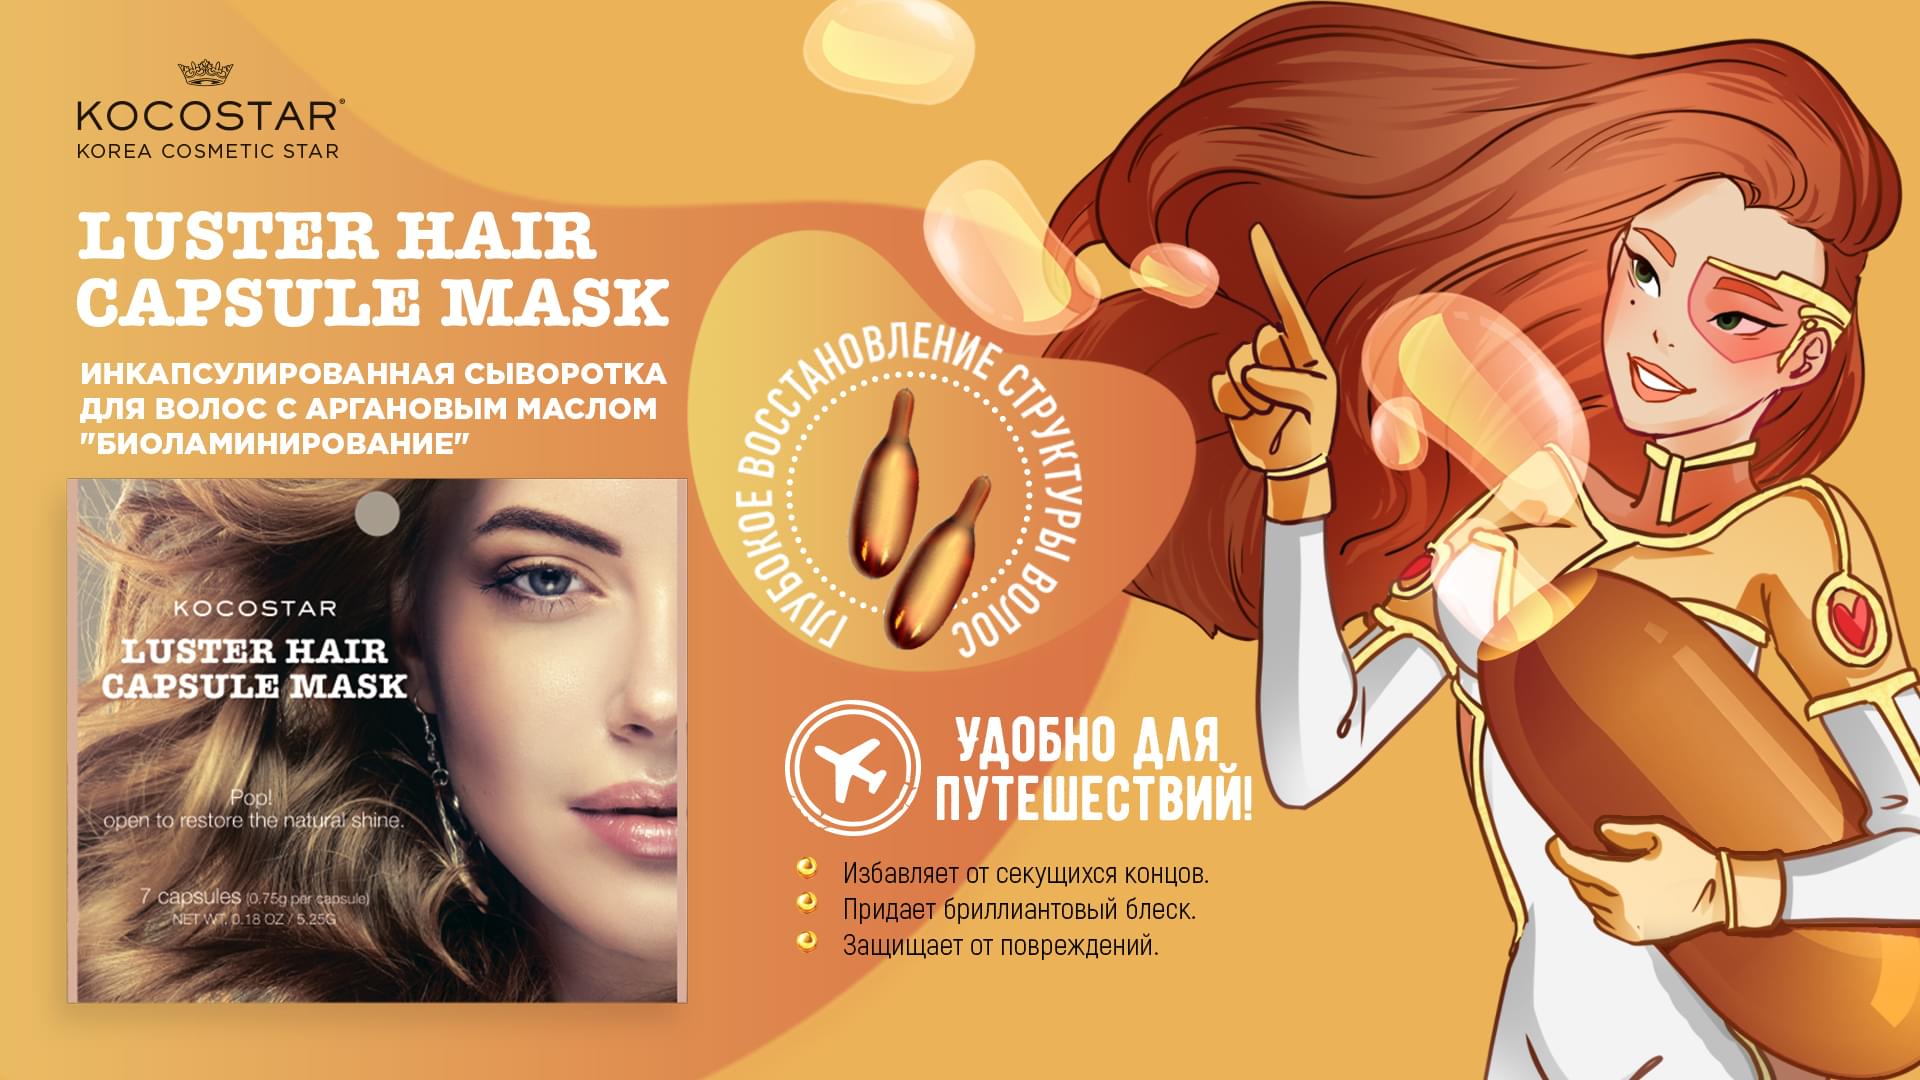 KOCOSTAR®
KOREA COSMETIC STAR
LUSTER HAIR
CAPSULE MASK
ИНКАПСУЛИРОВАННАЯ СЫВОРОТКА
ДЛЯ ВОЛОС С АРГАНОВЫМ МАСЛОМ
"БИОЛАМИНИРОВАНИЕ"
KOCOSTAR
LUSTER HAIR
CAPSULE MASK
Pop!
open to restore the natural shine.
7 capsules (0.75g per capsule)
NET WT. 0.18 OZ / 5.25G
ГЛУБОКОЕ ВОССТАНОВЛЕНИЕ СТРУКТУРЫ ВОЛОС
УДОБНО ДЛЯ
ПУТЕШЕСТВИЙ!
Избавляет от секущихся концов.
Придает бриллиантовый блеск.
Защищает от повреждений.